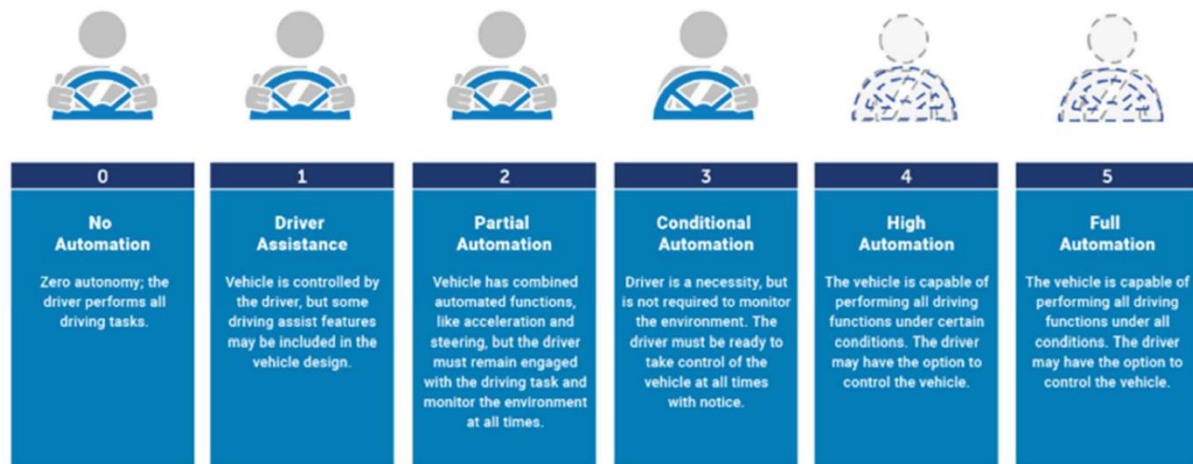 0
No
Automation
Zero autonomy; the
driver performs all
driving tasks.
1
Driver
Assistance
Vehicle is controlled by
the driver, but some
driving assist features
may be included in the
vehicle design.
2
Partial
Automation
Vehicle has combined
automated functions,
like acceleration and
steering, but the driver
must remain engaged
with the driving task and
monitor the environment
at all times.
3
Conditional
Automation
Driver is a necessity, but
is not required to monitor
the environment. The
driver must be ready to
take control of the
vehicle at all times
with notice.
4
High
Automation
The vehicle is capable of
performing all driving
functions under certain
conditions. The driver
may have the option to
control the vehicle.
5
Full
Automation
The vehicle is capable of
performing all driving
functions under all
conditions. The driver
may have the option to
control the vehicle.